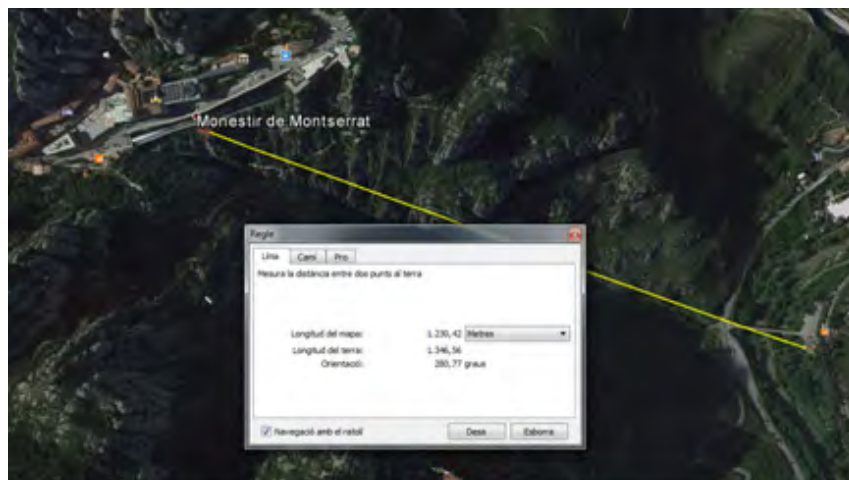 Monestir de Montserrat
Regle
Línia Camí Pro
Mesura la distància entre dos punts al terra
Longitud del mapa: 1.230,42 Metres
Longitud del terra: 1.346,56
Orientació: 280,77 graus
Navegació amb el ratolí Desa Esborra